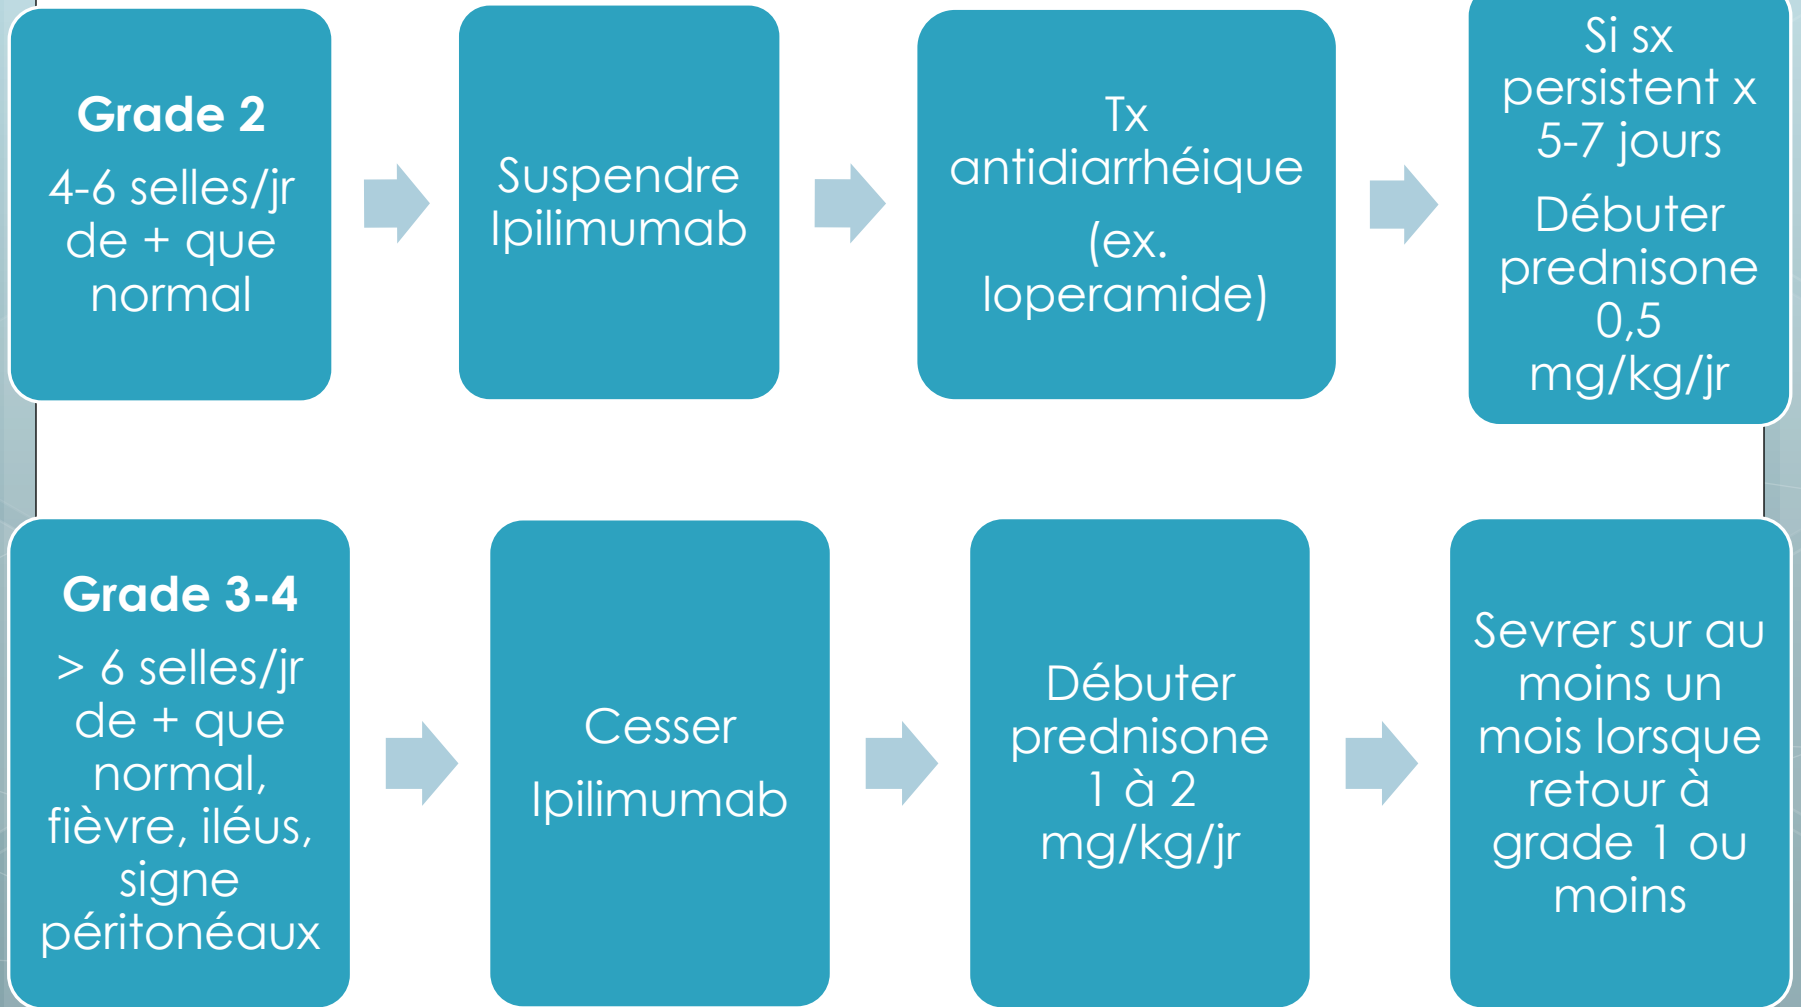 Grade 2
4-6 selles/jr
de + que
normal
Suspendre
Ipilimumab
Tx
antidiarrhéique
(ex.
loperamide)
Si sx
persistent x
5-7 jours
Débuter
prednisone
0,5
mg/kg/jr
Grade 3-4
> 6 selles/jr
de + que
normal,
fièvre, iléus,
signe
péritonéaux
Cesser
Ipilimumab
Débuter
prednisone
1 à 2
mg/kg/jr
Sevrer sur au
moins un
mois lorsque
retour à
grade 1 ou
moins